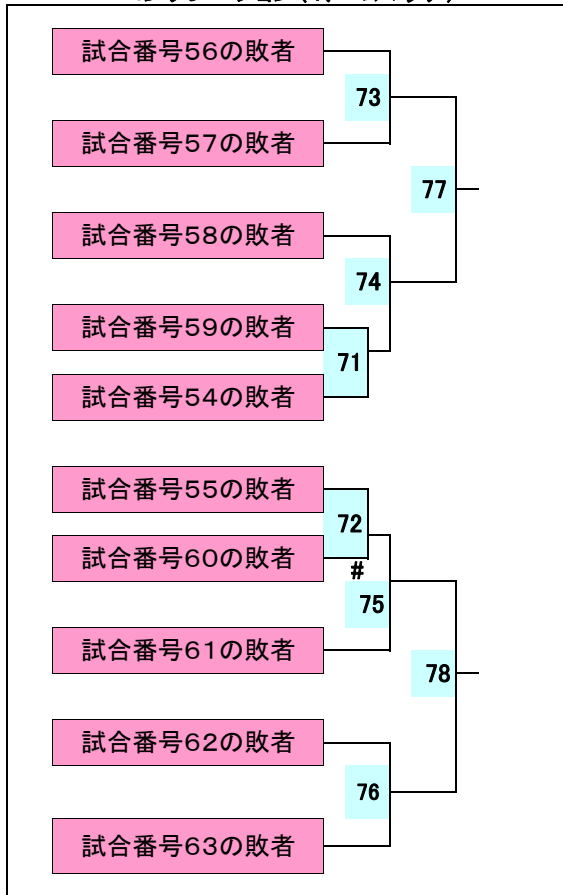 試合番号56の敗者
73
試合番号57の敗者
77
試合番号58の敗者
74
試合番号59の敗者
71
試合番号54の敗者
試合番号55の敗者
72
試合番号60の敗者
#
75
試合番号61の敗者
78
試合番号62の敗者
76
試合番号63の敗者